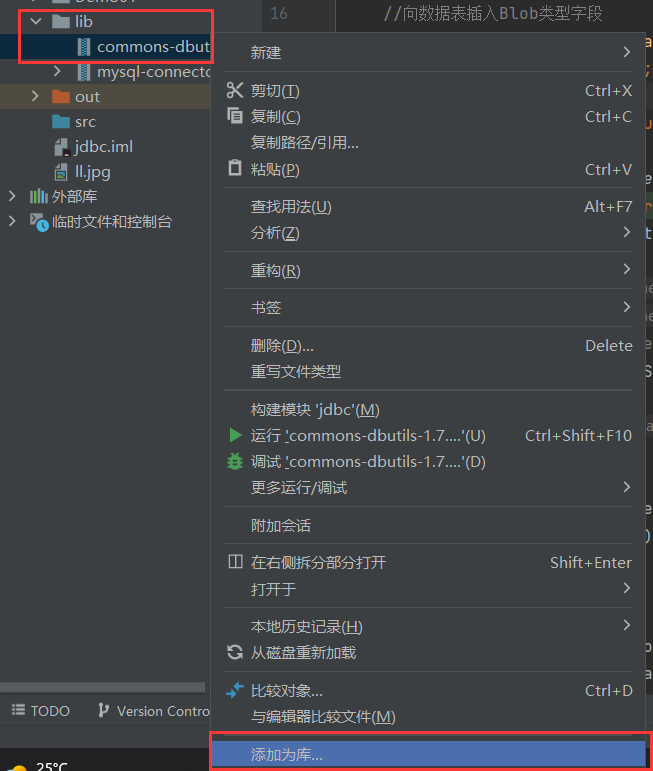 lib
commons-dbut
mysql-connecto
out
src
jdbc.iml
ll.jpg
外部库
临时文件和控制台
16 //向数据表插入Blob类型字段
新建
剪切(T) Ctrl+X
复制(C) Ctrl+C
复制路径/引用...
粘贴(P) Ctrl+V
查找用法(U) Alt+F7
分析(Z)
重构(R)
书签
删除(D)... Delete
重写文件类型
构建模块 'jdbc'(M)
运行 'commons-dbutils-1.7....'(U) Ctrl+Shift+F10
调试 'commons-dbutils-1.7....'(D)
更多运行/调试
附加会话
在右侧拆分部分打开 Shift+Enter
打开于
本地历史记录(H)
从磁盘重新加载
比较对象... Ctrl+D
与编辑器比较文件(M)
添加为库...
TODO
Version Contro
25°C